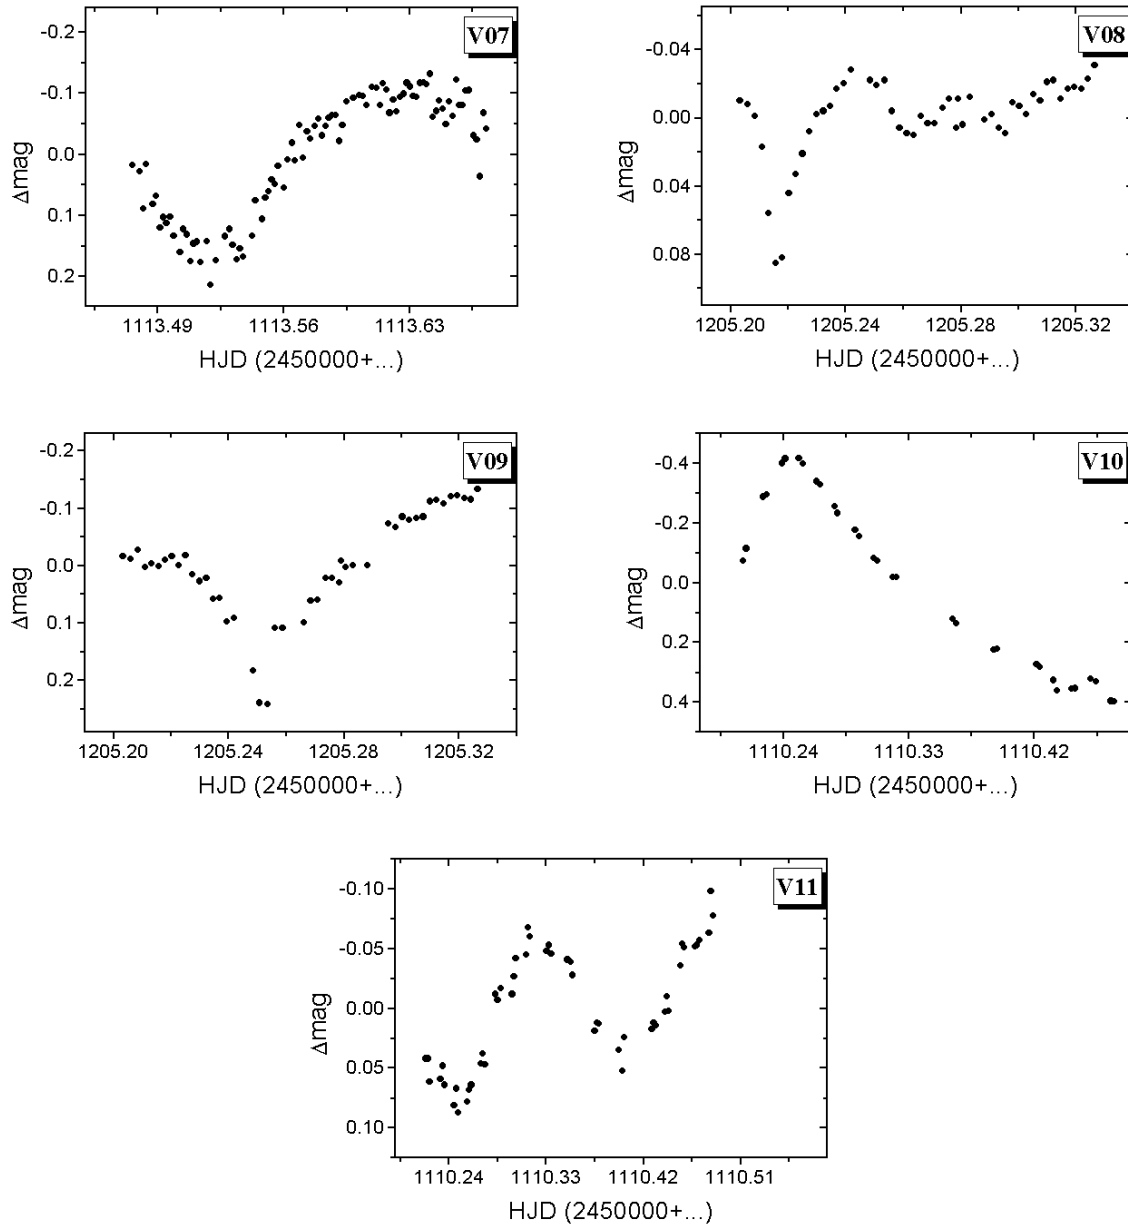 V07
-0.2
-0.1
0.0
0.1
0.2
Δmag
1113.49 1113.56 1113.63
HJD (2450000+...)
V08
-0.04
0.00
0.04
0.08
Δmag
1205.20 1205.24 1205.28 1205.32
HJD (2450000+...)
V09
-0.2
-0.1
0.0
0.1
0.2
Δmag
1205.20 1205.24 1205.28 1205.32
HJD (2450000+...)
V10
-0.4
-0.2
0.0
0.2
0.4
Δmag
1110.24 1110.33 1110.42
HJD (2450000+...)
V11
-0.10
-0.05
0.00
0.05
0.10
Δmag
1110.24 1110.33 1110.42 1110.51
HJD (2450000+...)